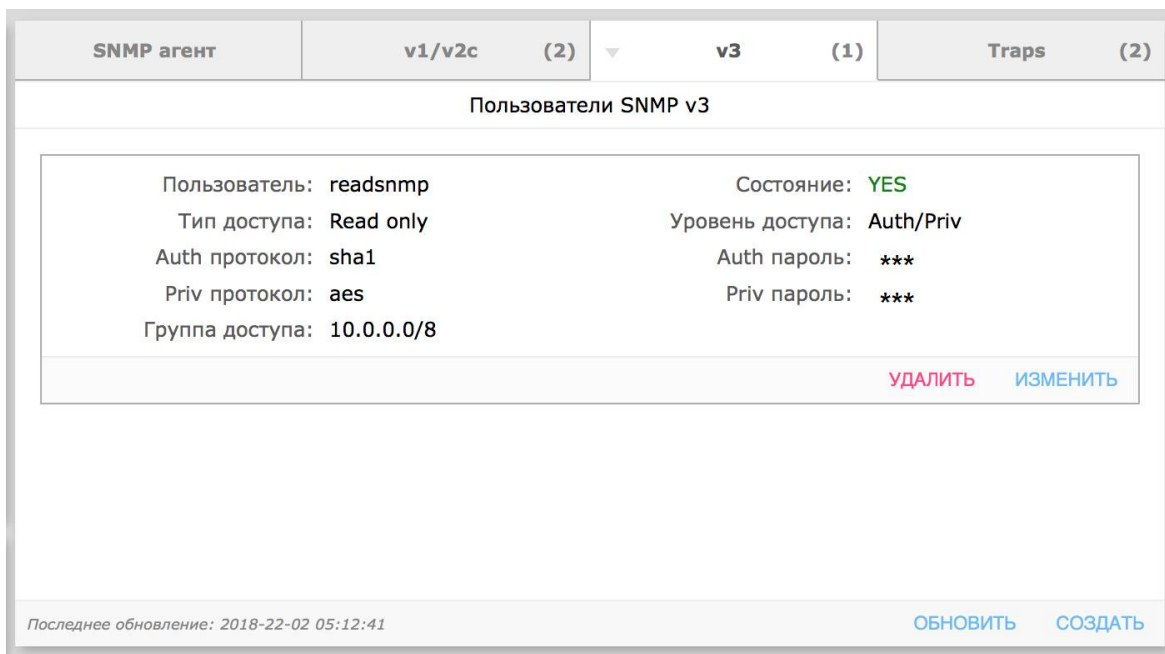 SNMP агент v1/v2c (2) v3 (1) Traps (2)
Пользователи SNMP v3
Пользователь: readsnmp Состояние: YES
Тип доступа: Read only Уровень доступа: Auth/Priv
Auth протокол: sha1 Auth пароль: ***
Priv протокол: aes Priv пароль: ***
Группа доступа: 10.0.0.0/8
УДАЛИТЬ ИЗМЕНИТЬ
Последнее обновление: 2018-22-02 05:12:41 ОБНОВИТЬ СОЗДАТЬ